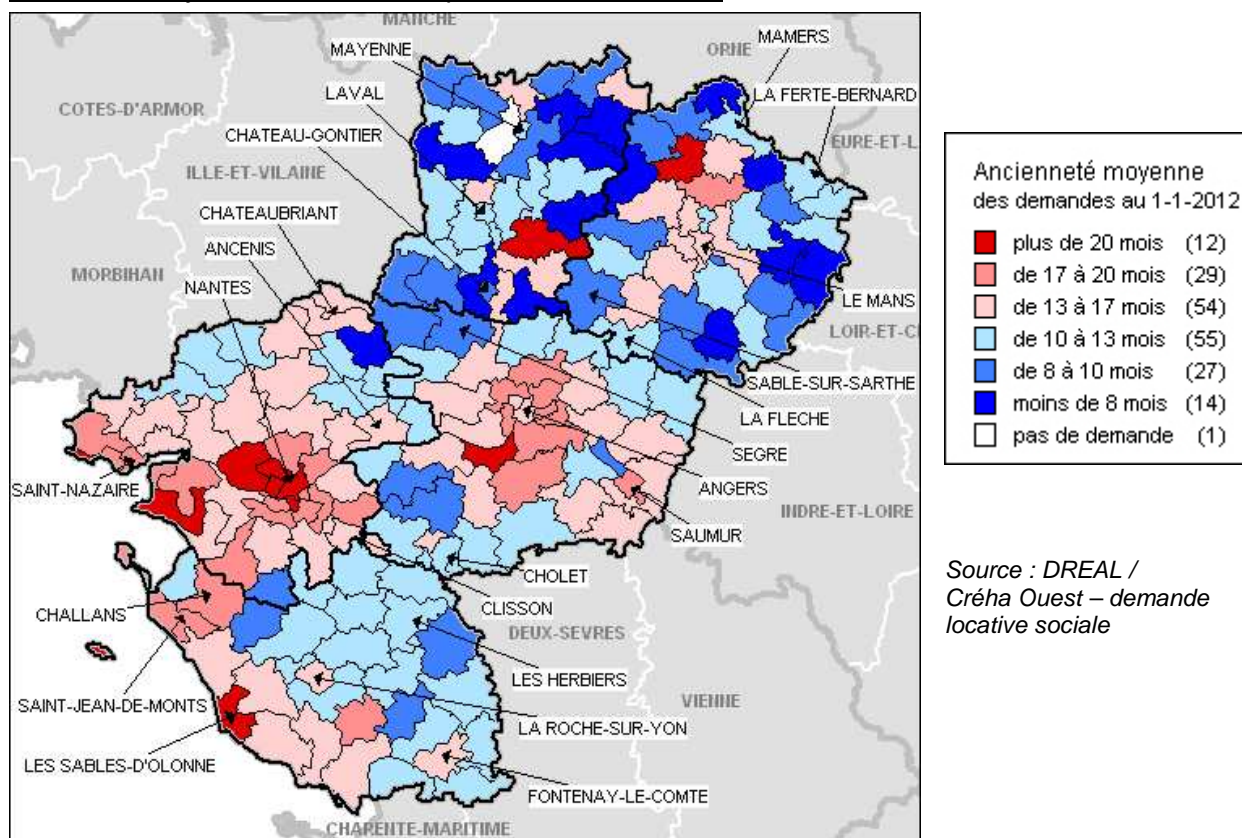 MANCHE
MAYENNE
ORNE
MAMERS
LAVAL
LA FERTE-BERNARD
COTES-D'ARMOR
CHATEAU-GONTIER
EURE-ET-L
ILLE-ET-VILAINE
CHATEAUBRIANT
ANCENIS
MORBIHAN
NANTES
LE MANS
LOIR-ET-C
SABLE-SUR-SARTHE
LA FLECHE
SEGRE
SAINT-NAZAIRE
ANGERS
INDRE-ET-LOIRE
SAUMUR
CHOLET
CLISSON
CHALLANS
DEUX-SEVRES
LES HERBIERS
SAINT-JEAN-DE-MONTS
VIENNE
LA ROCHE-SUR-YON
LES SABLES-D'OLONNE
FONTENAY-LE-COMTE
CHARENTE-MARITIME
Ancienneté moyenne
des demandes au 1-1-2012
plus de 20 mois (12)
de 17 à 20 mois (29)
de 13 à 17 mois (54)
de 10 à 13 mois (55)
de 8 à 10 mois (27)
moins de 8 mois (14)
pas de demande (1)
Source : DREAL /
Créha Ouest – demande
locative sociale